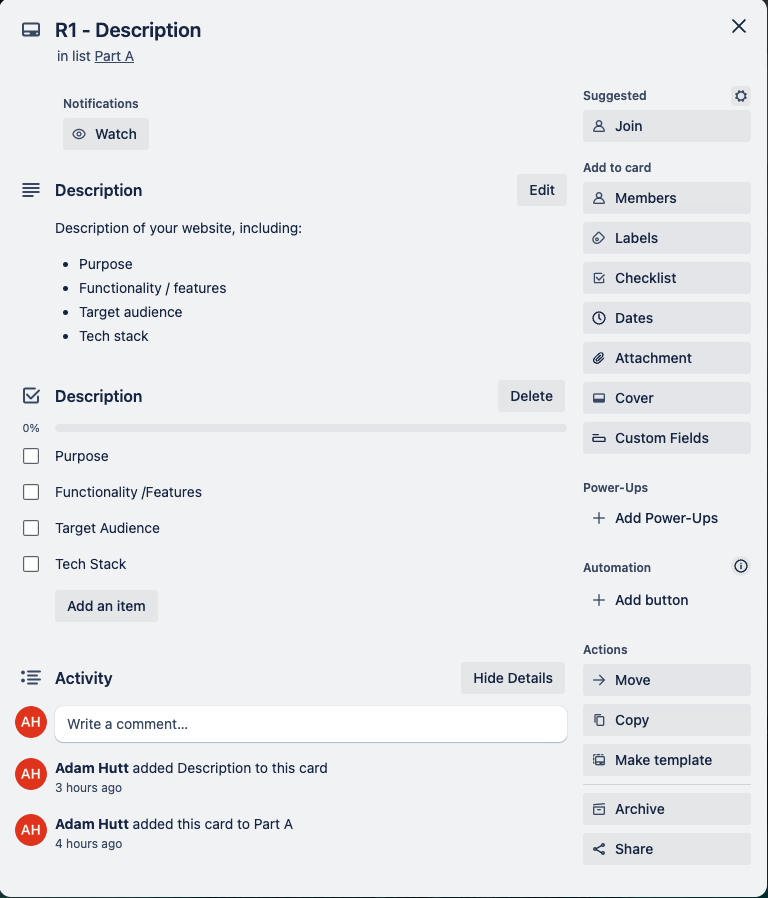 R1 - Description
in list Part A
Notifications
Watch
Description
Edit
Description of your website, including:
Purpose
Functionality / features
Target audience
Tech stack
Description
Delete
0%
Purpose
Functionality /Features
Target Audience
Tech Stack
Add an item
Activity
Hide Details
AH
Write a comment…
AH
Adam Hutt added Description to this card
3 hours ago
AH
Adam Hutt added this card to Part A
4 hours ago
Suggested
Join
Add to card
Members
Labels
Checklist
Dates
Attachment
Cover
Custom Fields
Power-Ups
Add Power-Ups
Automation
Add button
Actions
Move
Copy
Make template
Archive
Share